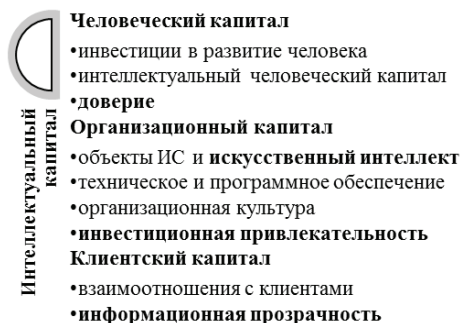 Человеческий капитал
•инвестиции в развитие человека
•интеллектуальный человеческий капитал
•доверие
Организационный капитал
•объекты ИС и искусственный интеллект
•техническое и программное обеспечение
•организационная культура
•инвестиционная привлекательность
Клиентский капитал
•взаимоотношения с клиентами
•информационная прозрачность
Интеллектуальный
капитал